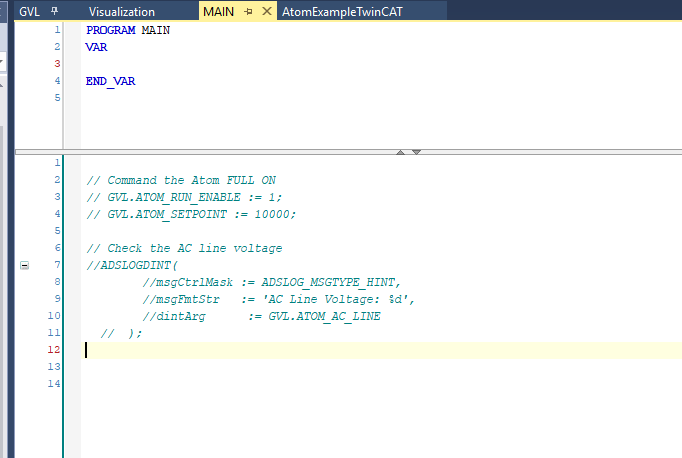 GVL Visualization MAIN AtomExampleTwinCAT
1 PROGRAM MAIN
2 VAR
3
4 END_VAR
5
1
2 // Command the Atom FULL ON
3 // GVL.ATOM_RUN_ENABLE := 1;
4 // GVL.ATOM_SETPOINT := 10000;
5
6 // Check the AC line voltage
7 //ADSLOGDINT(
8 //msgCtrlMask := ADSLOG_MSGTYPE_HINT,
9 //msgFmtStr := 'AC Line Voltage: %d',
10 //dintArg := GVL.ATOM_AC_LINE
11 // );
12
13
14